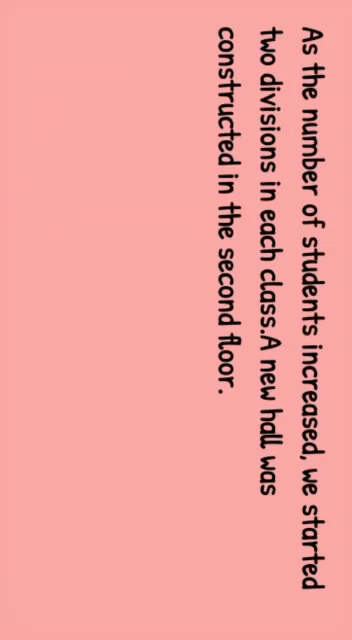 As the number of students increased, we started
two divisions in each class.A new hall was
constructed in the second floor.